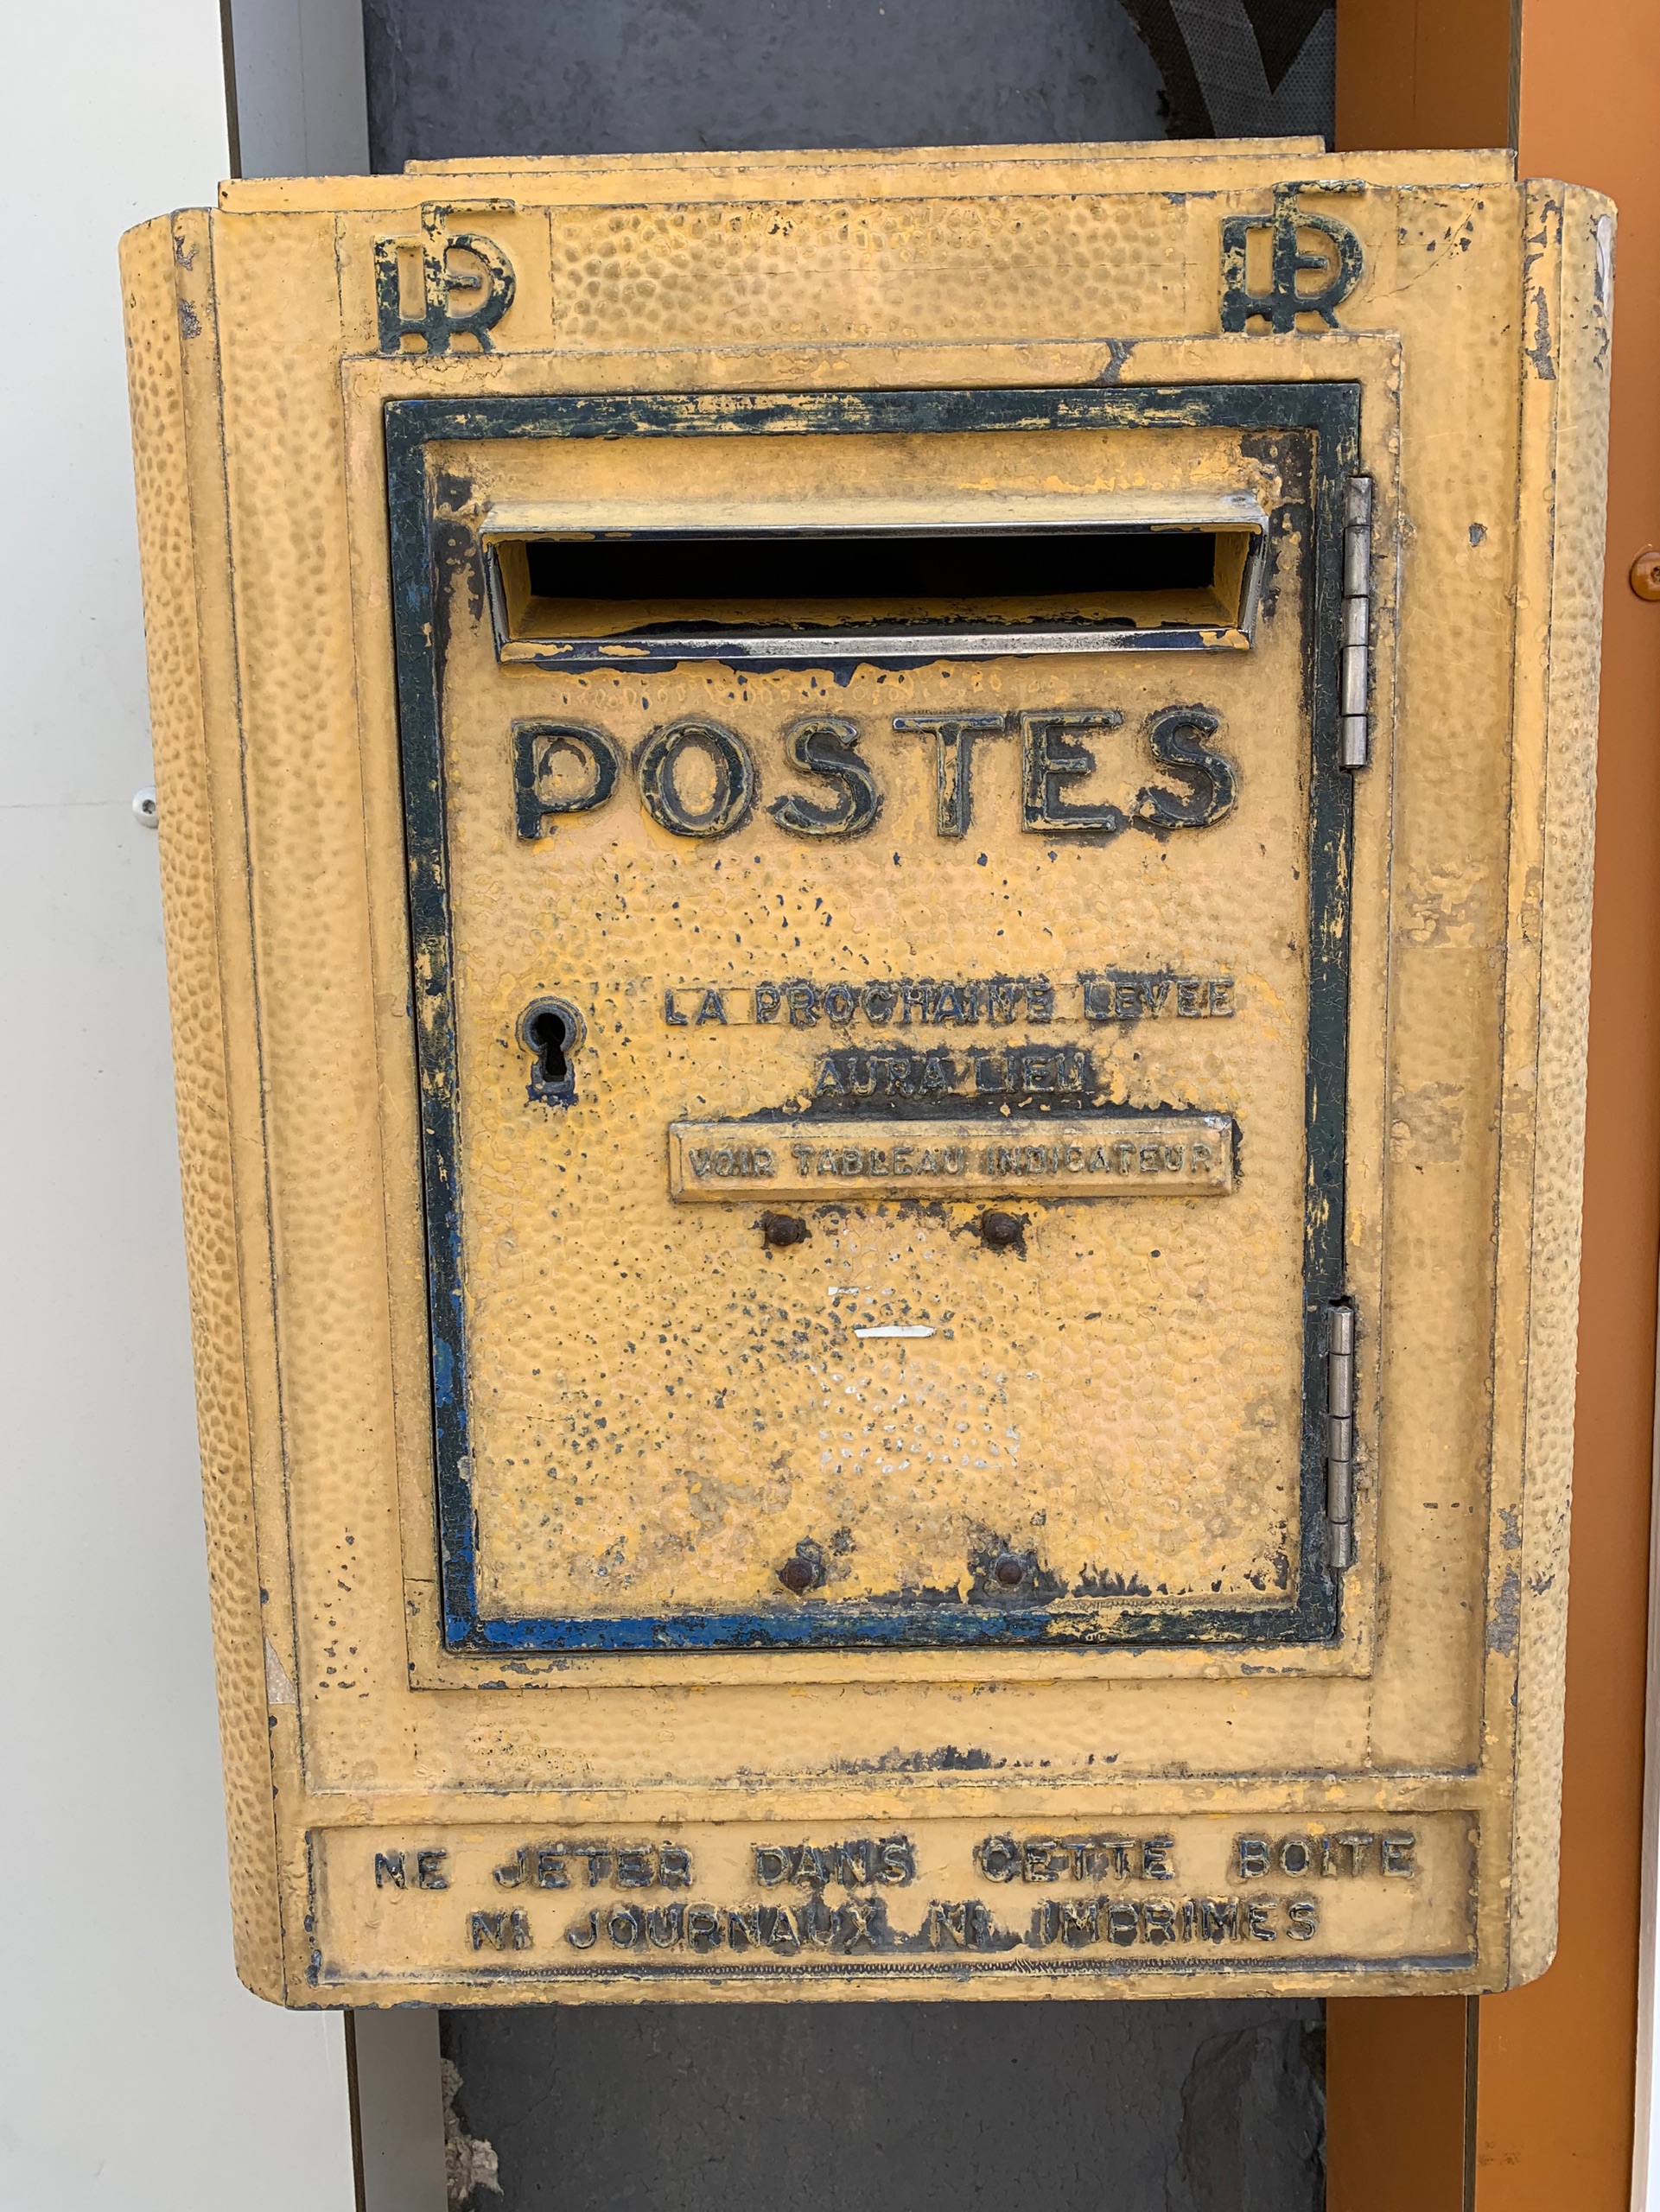 RF RF
POSTES
LA PROCHAINE LEVEE
AURA LIEU
VOIR TABLEAU INDICATEUR
NE JETER DANS CETTE BOITE
NI JOURNAUX NI IMPRIMES